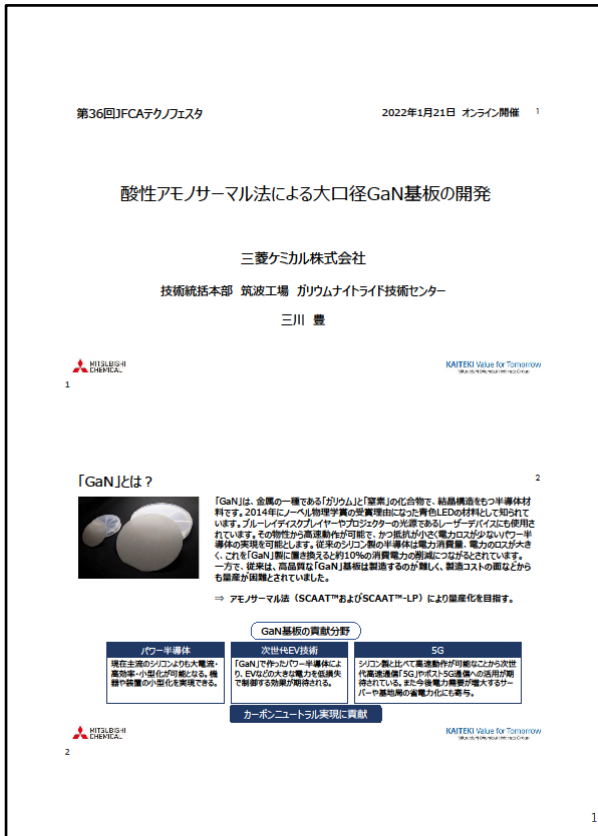 第36回JFCAテクノフェスタ
2022年1月21日 オンライン開催
1
酸性アモノサーマル法による大口径GaN基板の開発
三菱ケミカル株式会社
技術統括本部 筑波工場 ガリウムナイトライド技術センター
三川 豊
MITSUBISHI
CHEMICAL
KAITEKI Value for Tomorrow
1
「GaN」とは？
2
「GaN」は、金属の一種である「ガリウム」と「窒素」の化合物で、結晶構造をもつ半導体材
料です。2014年にノーベル物理学賞の受賞理由になった青色LEDの材料として知られて
います。ブルーレイディスクプレイヤーやプロジェクターの光源であるレーザーデバイスにも使用さ
れています。その物性から高速動作が可能で、かつ抵抗が小さく電力ロスが少ないパワー半
導体の実現を可能とします。従来のシリコン製の半導体は電力消費量、電力のロスが大き
く、これを「GaN」製に置き換えると約10%の消費電力の削減につながるとされています。
一方で、従来は、高品質な「GaN」基板は製造するのが難しく、製造コストの面などから
も量産が困難とされていました。
⇒ アモノサーマル法（SCAAT™およびSCAAT™-LP）により量産化を目指す。
GaN基板の貢献分野
パワー半導体
現在主流のシリコンよりも大電流・
高効率・小型化が可能となる。機
器や装置の小型化を実現できる。
次世代EV技術
「GaN」で作ったパワー半導体によ
り、EVなどの大きな電力を低損失
で制御する効果が期待される。
5G
シリコン製と比べて高速動作が可能なことから次世
代高速通信「5G」やポスト5G通信への活用が期
待されている。また今後電力需要が増大するサー
バーや基地局の省電力化にも寄与。
カーボンニュートラル実現に貢献
MITSUBISHI
CHEMICAL
KAITEKI Value for Tomorrow
2
1